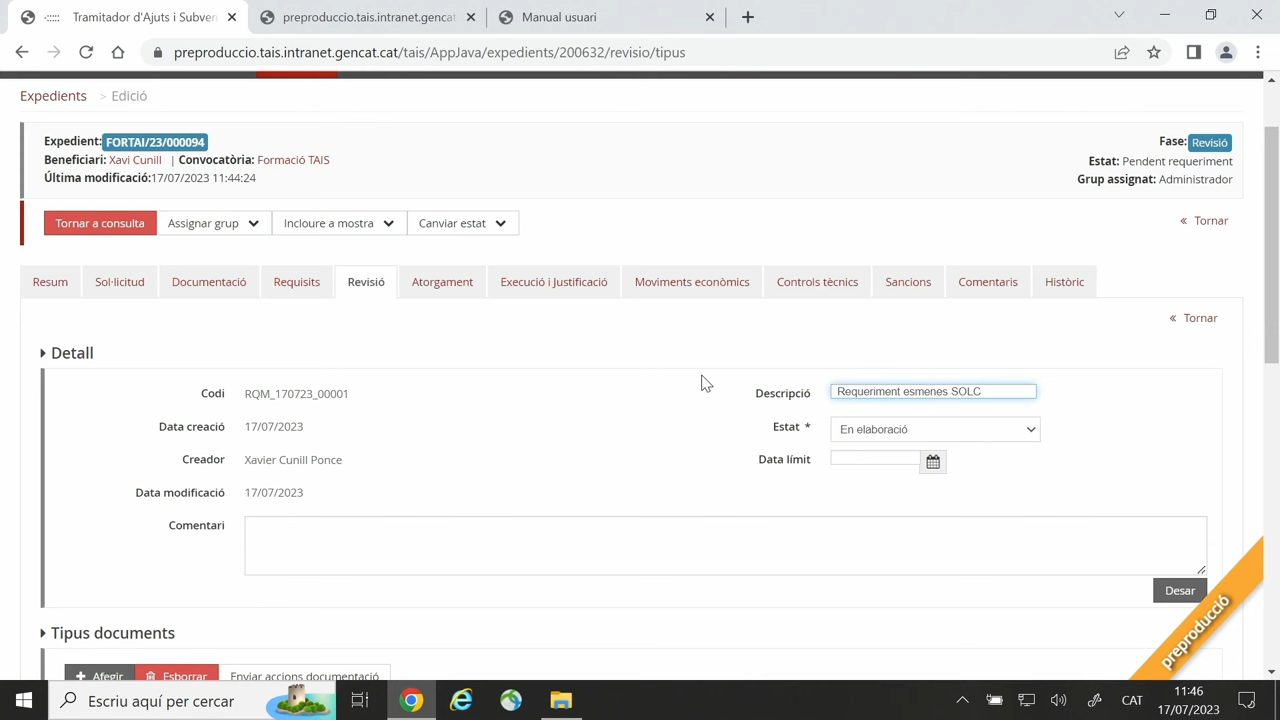 Tramitador d'Ajuts i Subven
preproduccio.tais.intranet.gencat
Manual usuari
preproduccio.tais.intranet.gencat.cat/tais/AppJava/expedients/200632/revisio/tipus
Expedients > Edició
Expedient: FORTAI/23/000094
Fase: Revisió
Beneficiari: Xavi Cunill | Convocatòria: Formació TAIS
Estat: Pendent requeriment
Última modificació:17/07/2023 11:44:24
Grup assignat: Administrador
Tornar a consulta
Assignar grup
Incloure a mostra
Canviar estat
« Tornar
Resum
Sol·licitud
Documentació
Requisits
Revisió
Atorgament
Execució i Justificació
Moviments econòmics
Controls tècnics
Sancions
Comentaris
Històric
« Tornar
Detall
Codi RQM_170723_00001
Descripció Requeriment esmenes SOLC
Data creació 17/07/2023
Estat * En elaboració
Creador Xavier Cunill Ponce
Data límit
Data modificació 17/07/2023
Comentari
Desar
preproducció
Tipus documents
Afegir
Esborrar
Enviar accions documentació
Escriu aquí per cercar
CAT
11:46
17/07/2023